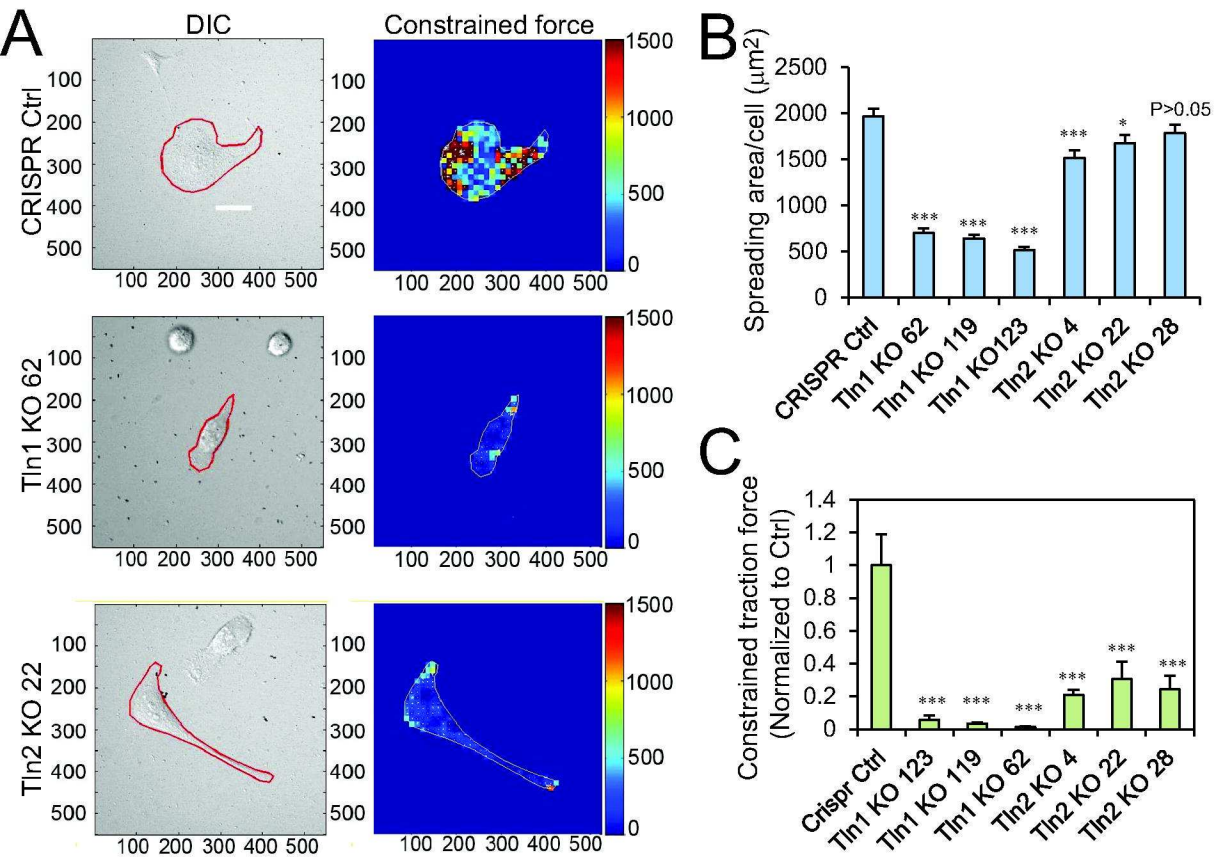 A
DIC
Constrained force
CRISPR Ctrl
100
200
300
400
500
100 200 300 400 500
100
200
300
400
500
100 200 300 400 500
1500
1000
500
0
Tln1 KO 62
100
200
300
400
500
100 200 300 400 500
100
200
300
400
500
100 200 300 400 500
1500
1000
500
0
Tln2 KO 22
100
200
300
400
500
100 200 300 400 500
100
200
300
400
500
100 200 300 400 500
1500
1000
500
0
B
Spreading area/cell (μm²)
2500
2000
1500
1000
500
0
***
***
***
***
*
P>0.05
CRISPR Ctrl
Tln1 KO 62
Tln1 KO 119
Tln1 KO123
Tln2 KO 4
Tln2 KO 22
Tln2 KO 28
C
Constrained traction force
(Normalized to Ctrl)
1.4
1.2
1
0.8
0.6
0.4
0.2
0
***
***
***
***
***
***
Crispr Ctrl
Tln1 KO 123
Tln1 KO 119
Tln1 KO 62
Tln2 KO 4
Tln2 KO 22
Tln2 KO 28